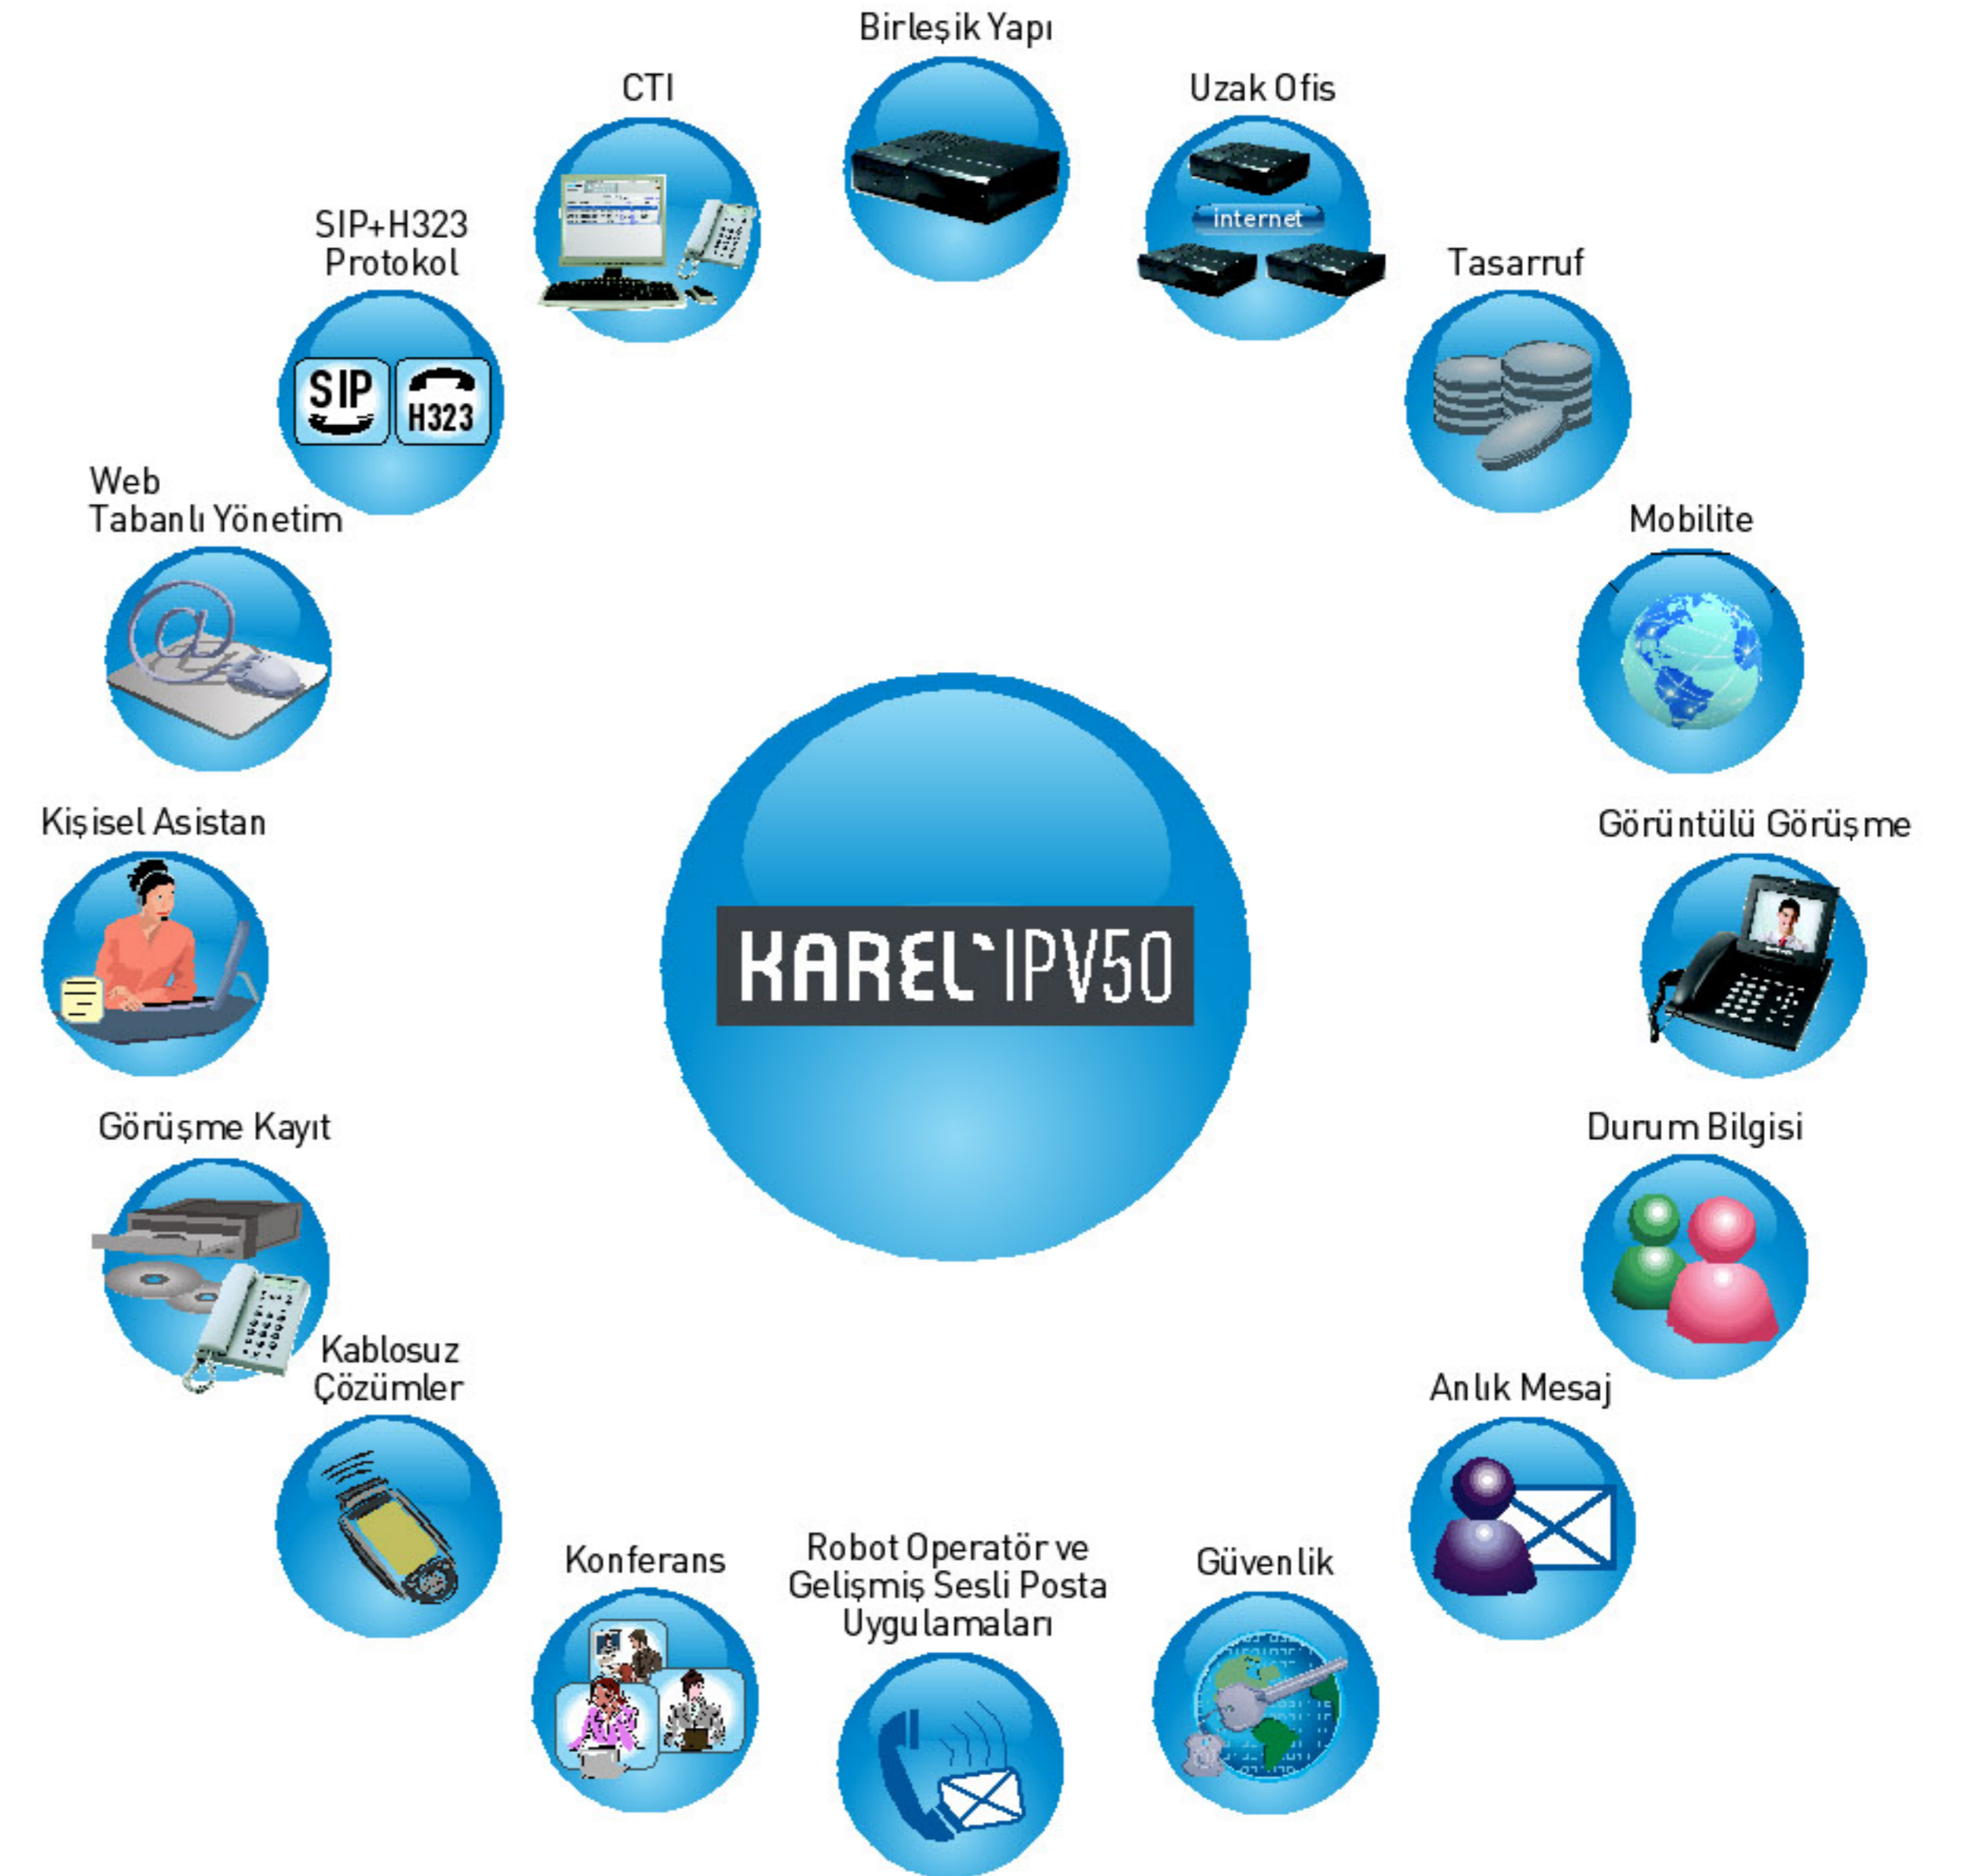 Birleşik Yapı
CTI
Uzak Ofis
internet
SIP+H323
Protokol
SIP
H323
Tasarruf
Web
Tabanlı Yönetim
Mobilite
Kişisel Asistan
Görüntülü Görüşme
KAREL IPV50
Görüşme Kayıt
Durum Bilgisi
Kablosuz
Çözümler
Anlık Mesaj
Konferans
Robot Operatör ve
Gelişmiş Sesli Posta
Uygulamaları
Güvenlik